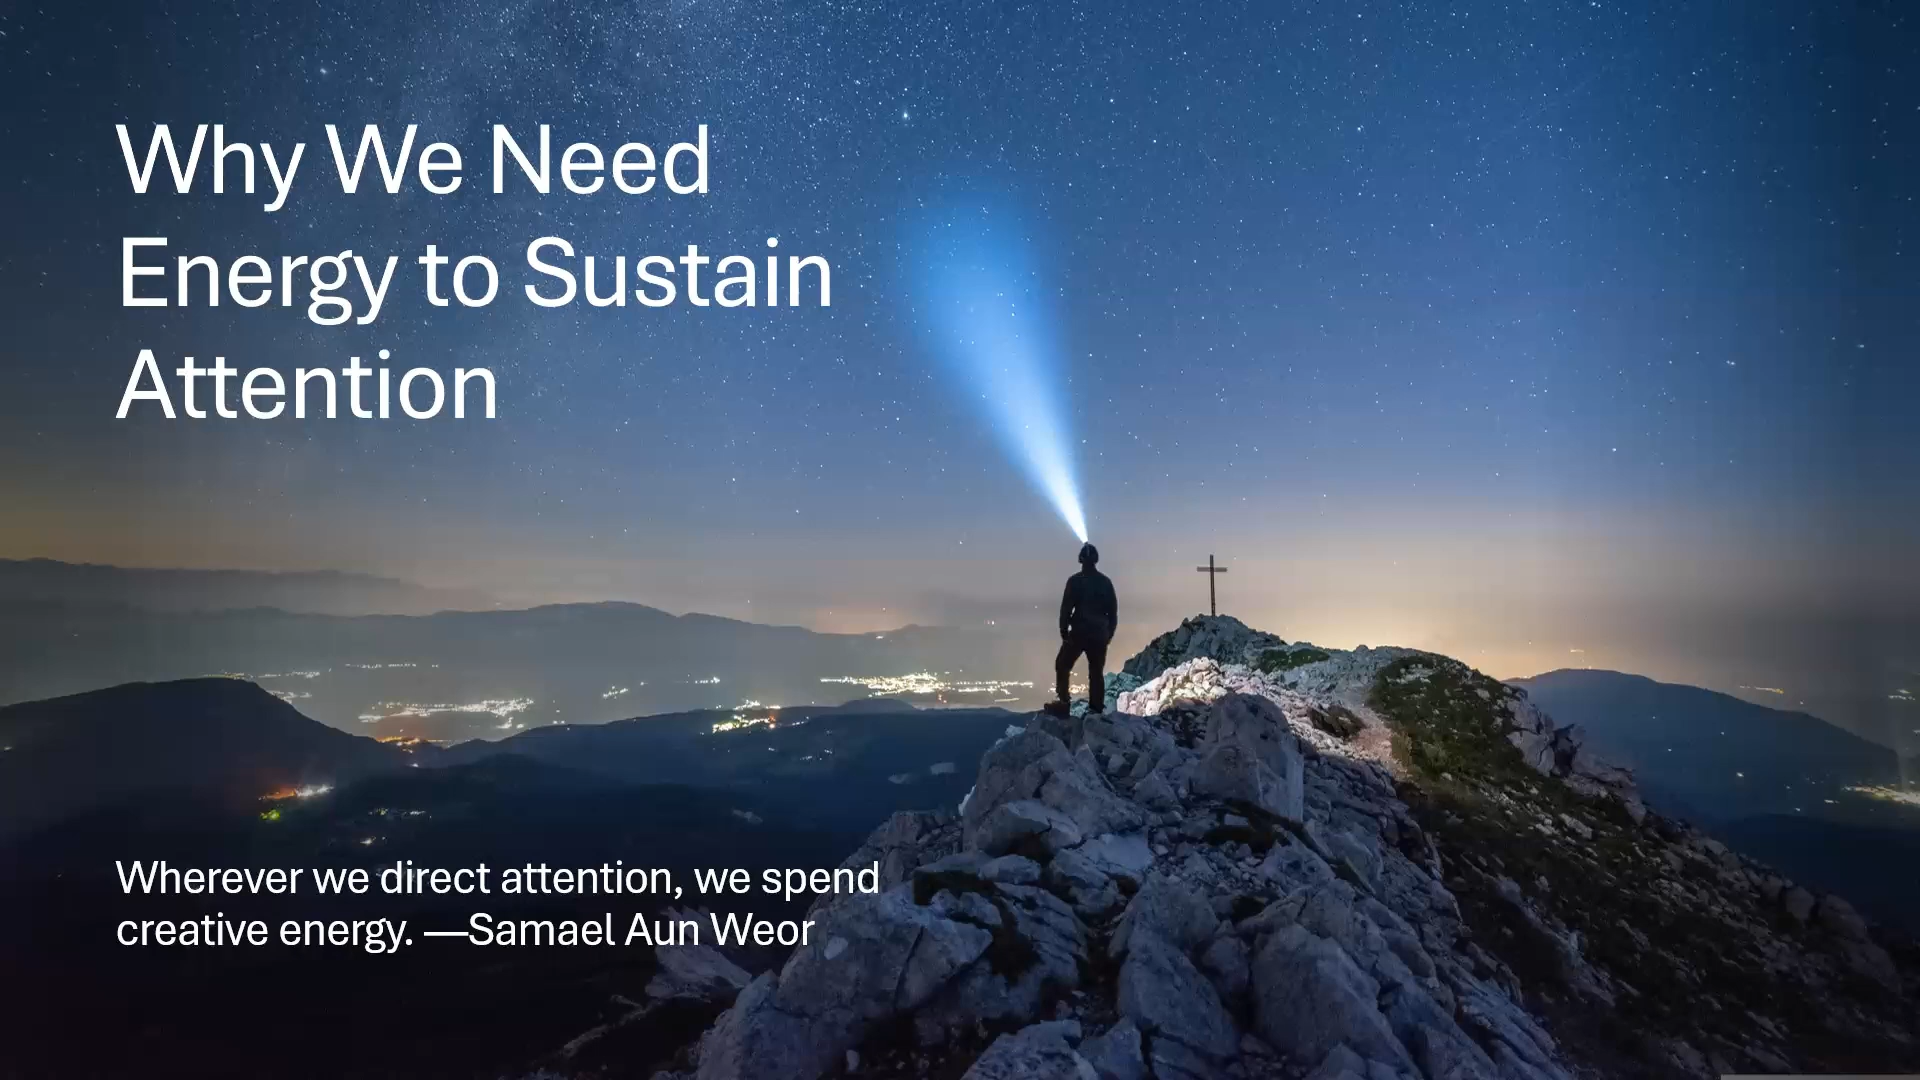 Why We Need
Energy to Sustain
Attention
Wherever we direct attention, we spend
creative energy. —Samael Aun Weor